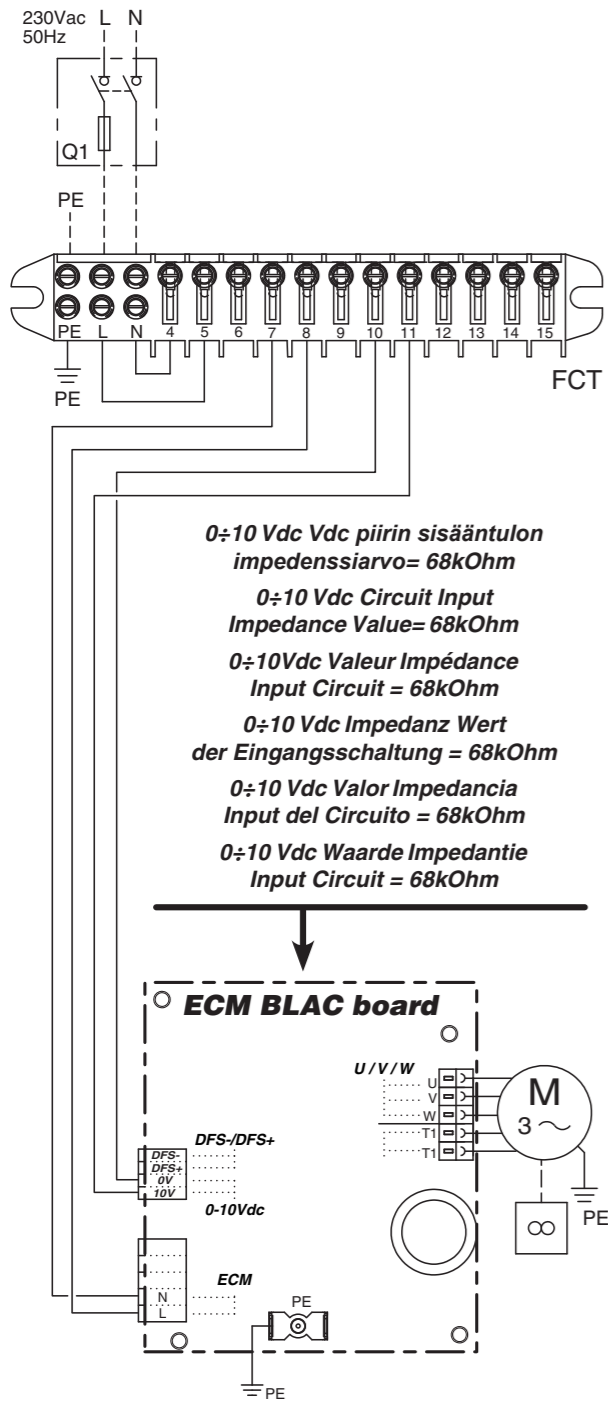 230Vac L N
50Hz
Q1
PE
PE L N 4 5 6 7 8 9 10 11 12 13 14 15
PE
FCT
0÷10 Vdc Vdc piirin sisääntulon
impedenssiarvo= 68kOhm
0÷10 Vdc Circuit Input
Impedance Value= 68kOhm
0÷10Vdc Valeur Impédance
Input Circuit = 68kOhm
0÷10 Vdc Impedanz Wert
der Eingangsschaltung = 68kOhm
0÷10 Vdc Valor Impedancia
Input del Circuito = 68kOhm
0÷10 Vdc Waarde Impedantie
Input Circuit = 68kOhm
ECM BLAC board
U / V / W
U
V
W
T1
T1
M
3 ~
PE
DFS-/DFS+
DFS-
DFS+
0V
10V
0-10Vdc
ECM
N
L
PE
PE